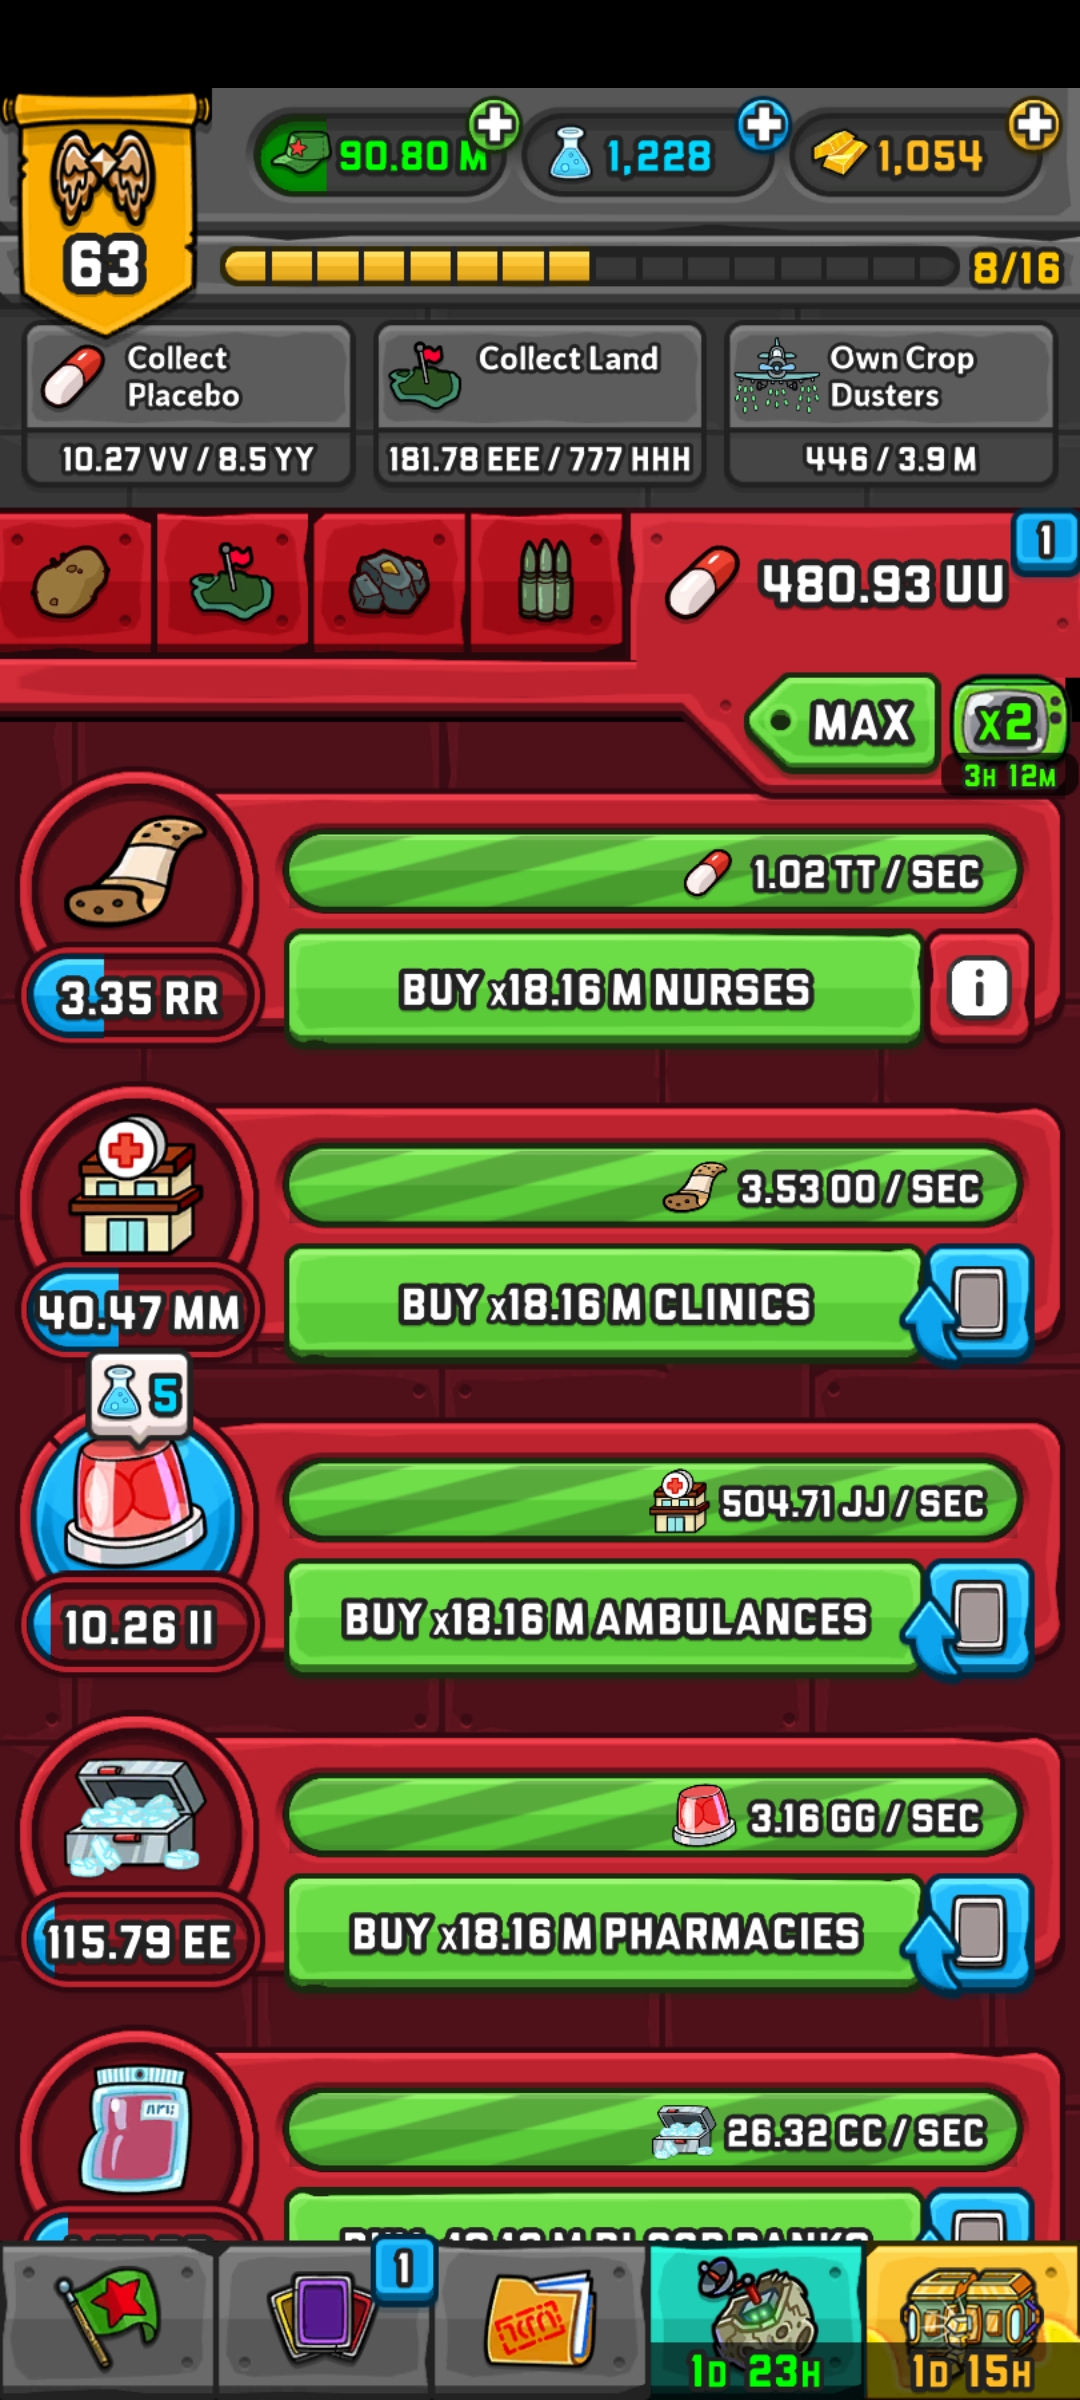 63
90.80 M
1,228
1,054
8/16
Collect
Placebo
10.27 VV / 8.5 YY
Collect Land
181.78 EEE / 777 HHH
Own Crop
Dusters
446 / 3.9 M
480.93 UU
1
MAX
x2
3H 12M
1.02 TT / SEC
3.35 RR
BUY x18.16 M NURSES
i
3.53 OO / SEC
40.47 MM
BUY x18.16 M CLINICS
5
504.71 JJ / SEC
10.26 II
BUY x18.16 M AMBULANCES
3.16 GG / SEC
115.79 EE
BUY x18.16 M PHARMACIES
26.32 CC / SEC
1
1D 23H
1D 15H